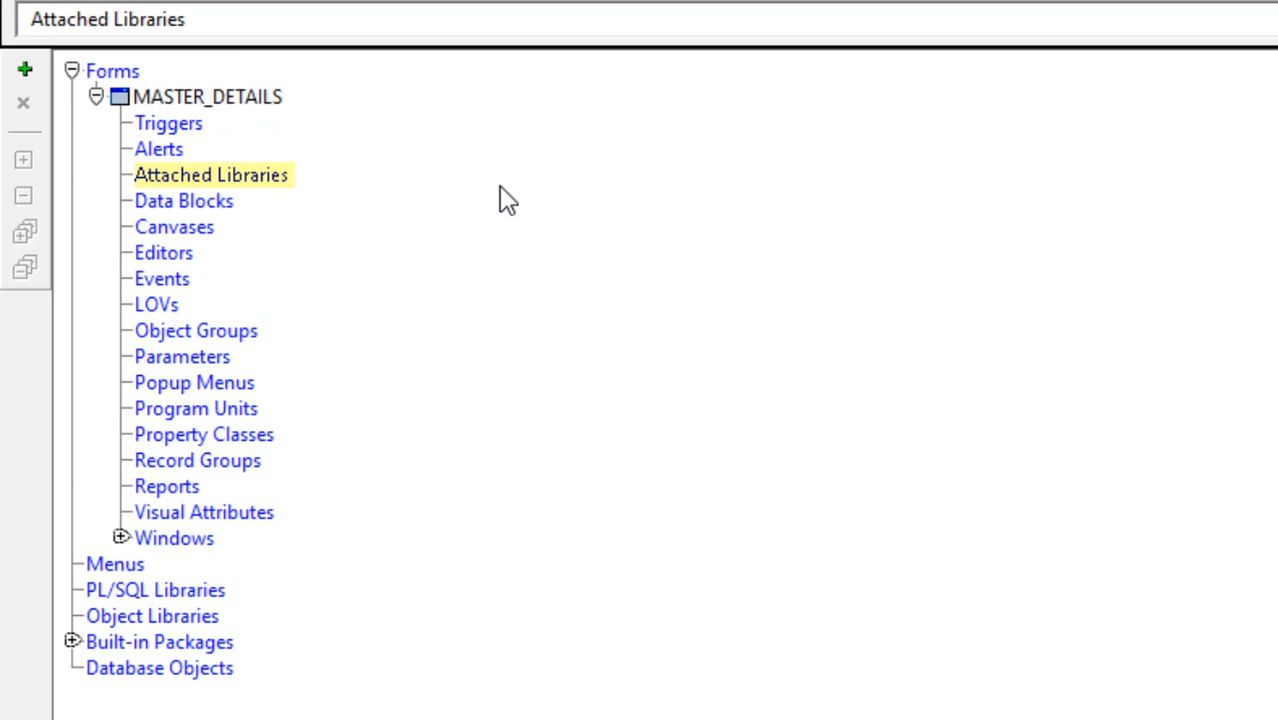 Attached Libraries
Forms
MASTER_DETAILS
Triggers
Alerts
Attached Libraries
Data Blocks
Canvases
Editors
Events
LOVs
Object Groups
Parameters
Popup Menus
Program Units
Property Classes
Record Groups
Reports
Visual Attributes
Windows
Menus
PL/SQL Libraries
Object Libraries
Built-in Packages
Database Objects